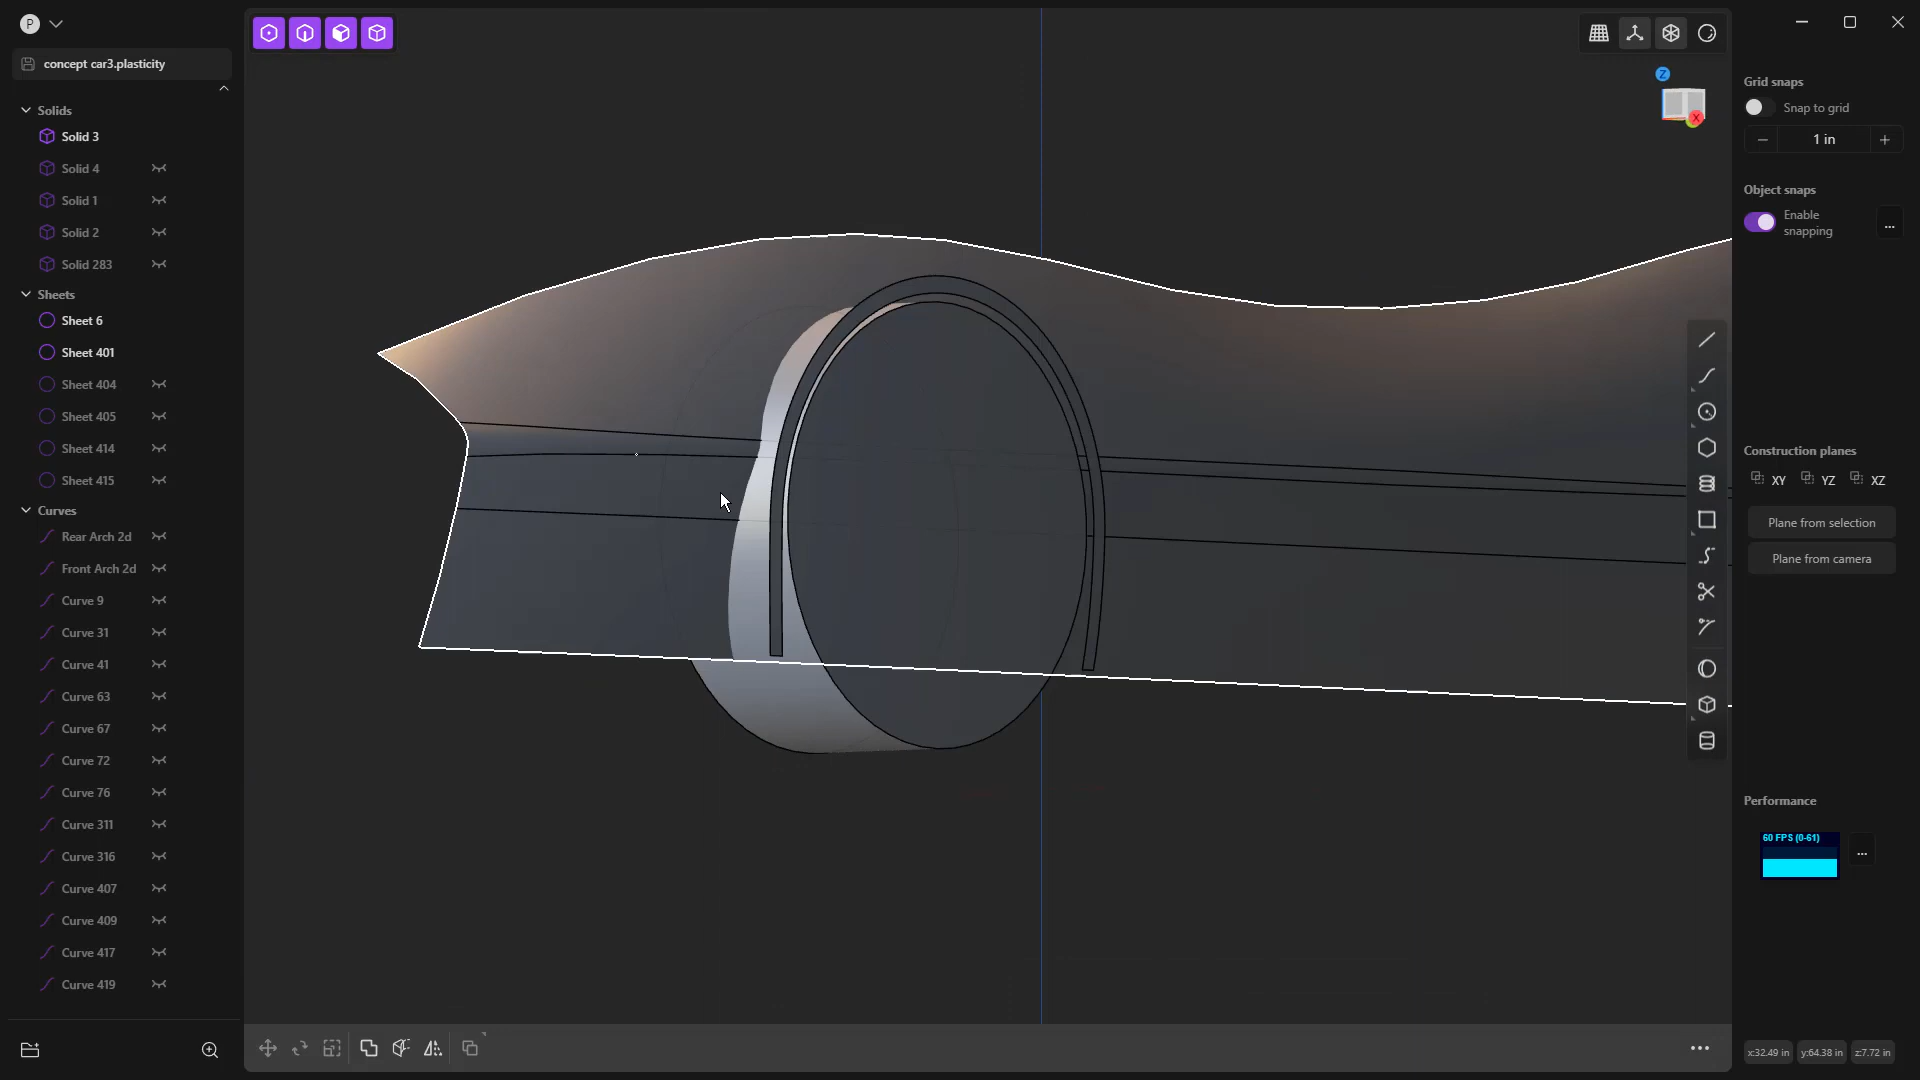 P
concept car3.plasticity
Solids
Solid 3
Solid 4
Solid 1
Solid 2
Solid 283
Sheets
Sheet 6
Sheet 401
Sheet 404
Sheet 405
Sheet 414
Sheet 415
Curves
Rear Arch 2d
Front Arch 2d
Curve 9
Curve 31
Curve 41
Curve 63
Curve 67
Curve 72
Curve 76
Curve 311
Curve 316
Curve 407
Curve 409
Curve 417
Curve 419
Z
X
Grid snaps
Snap to grid
1 in
Object snaps
Enable
snapping
...
Construction planes
XY YZ XZ
Plane from selection
Plane from camera
Performance
60 FPS (0-61)
...
x:32.49 in y:64.38 in z:7.72 in